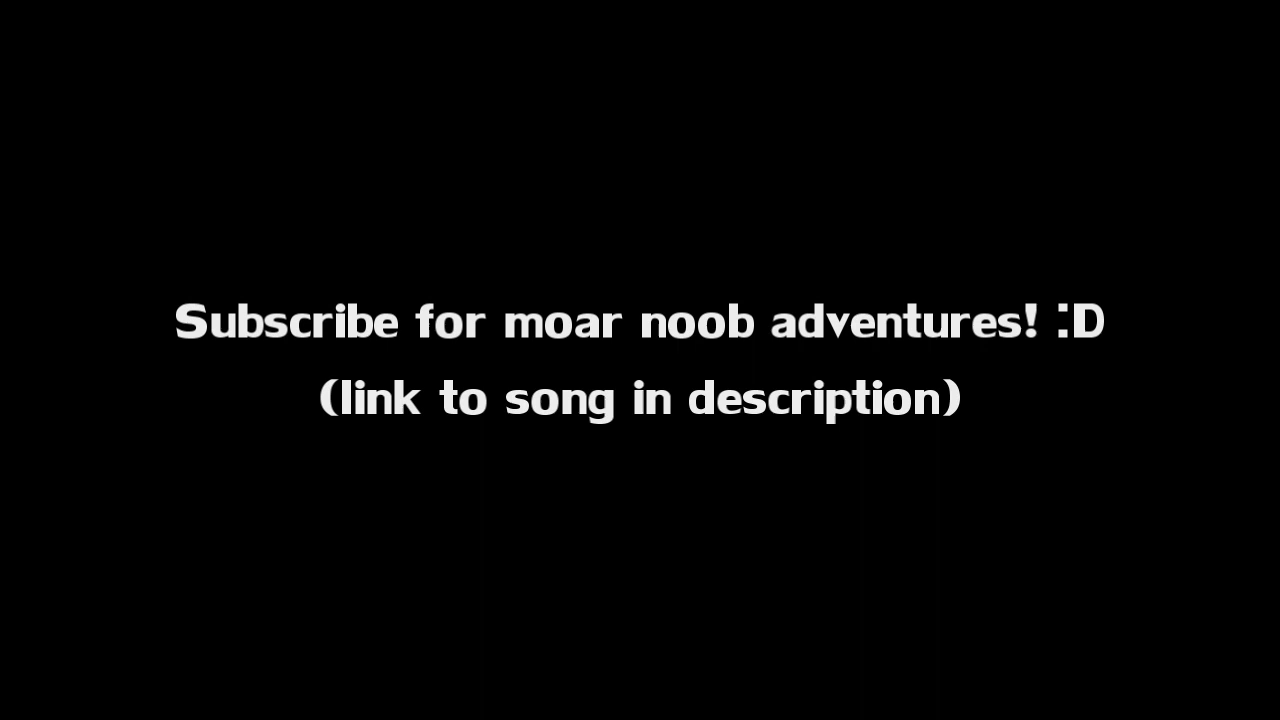 Subscribe for moar noob adventures! :D
(link to song in description)